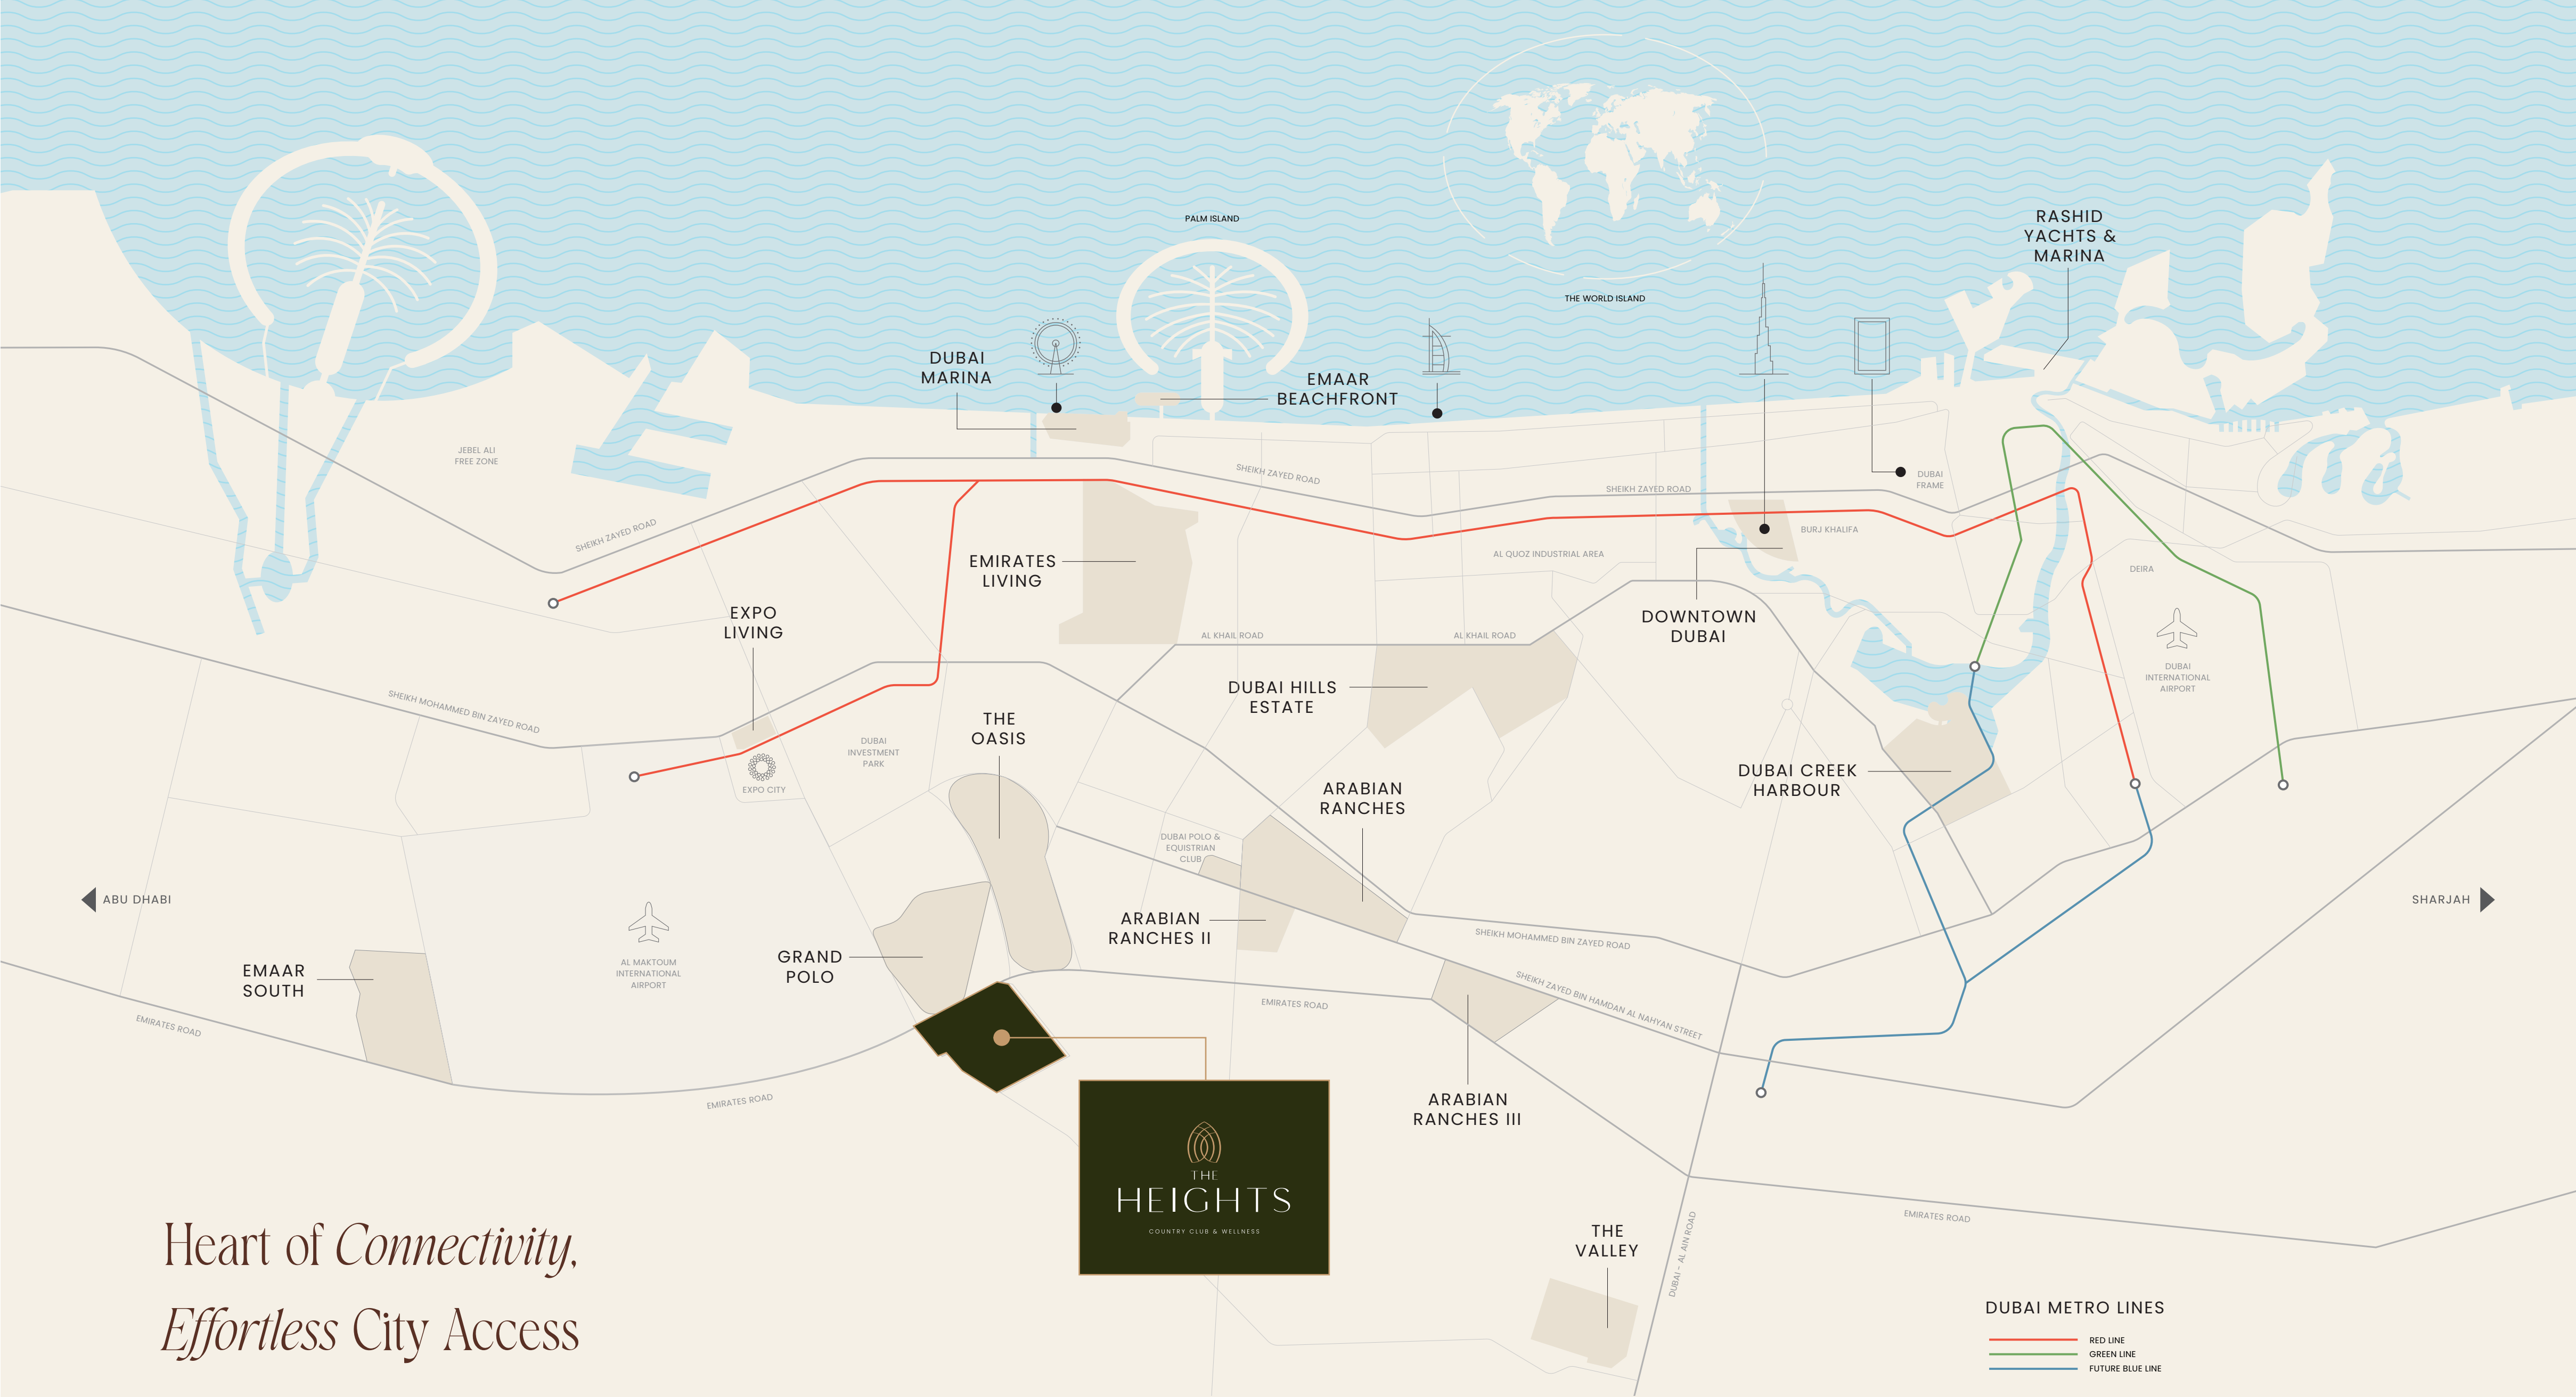 PALM ISLAND
THE WORLD ISLAND
RASHID
YACHTS &
MARINA
DUBAI
MARINA
EMAAR
BEACHFRONT
JEBEL ALI
FREE ZONE
SHEIKH ZAYED ROAD
SHEIKH ZAYED ROAD
SHEIKH ZAYED ROAD
DUBAI
FRAME
BURJ KHALIFA
AL QUOZ INDUSTRIAL AREA
DEIRA
EMIRATES
LIVING
EXPO
LIVING
DOWNTOWN
DUBAI
AL KHAIL ROAD
AL KHAIL ROAD
DUBAI
INTERNATIONAL
AIRPORT
SHEIKH MOHAMMED BIN ZAYED ROAD
DUBAI HILLS
ESTATE
THE
OASIS
DUBAI
INVESTMENT
PARK
EXPO CITY
DUBAI CREEK
HARBOUR
ARABIAN
RANCHES
DUBAI POLO &
EQUISTRIAN
CLUB
ABU DHABI
SHARJAH
ARABIAN
RANCHES II
SHEIKH MOHAMMED BIN ZAYED ROAD
GRAND
POLO
AL MAKTOUM
INTERNATIONAL
AIRPORT
EMAAR
SOUTH
SHEIKH ZAYED BIN HAMDAN AL NAHYAN STREET
EMIRATES ROAD
EMIRATES ROAD
EMIRATES ROAD
ARABIAN
RANCHES III
THE
HEIGHTS
COUNTRY CLUB & WELLNESS
EMIRATES ROAD
DUBAI - AL AIN ROAD
THE
VALLEY
Heart of Connectivity,
Effortless City Access
DUBAI METRO LINES
RED LINE
GREEN LINE
FUTURE BLUE LINE